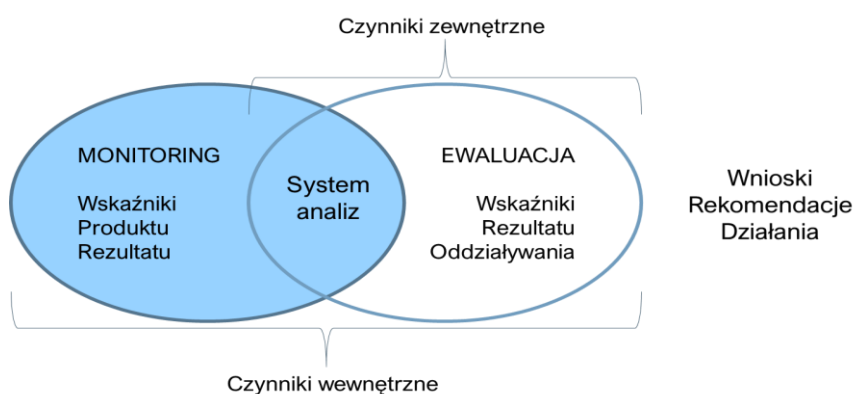 Czynniki zewnętrzne
MONITORING
Wskaźniki
Produktu
Rezultatu
System
analiz
EWALUACJA
Wskaźniki
Rezultatu
Oddziaływania
Wnioski
Rekomendacje
Działania
Czynniki wewnętrzne